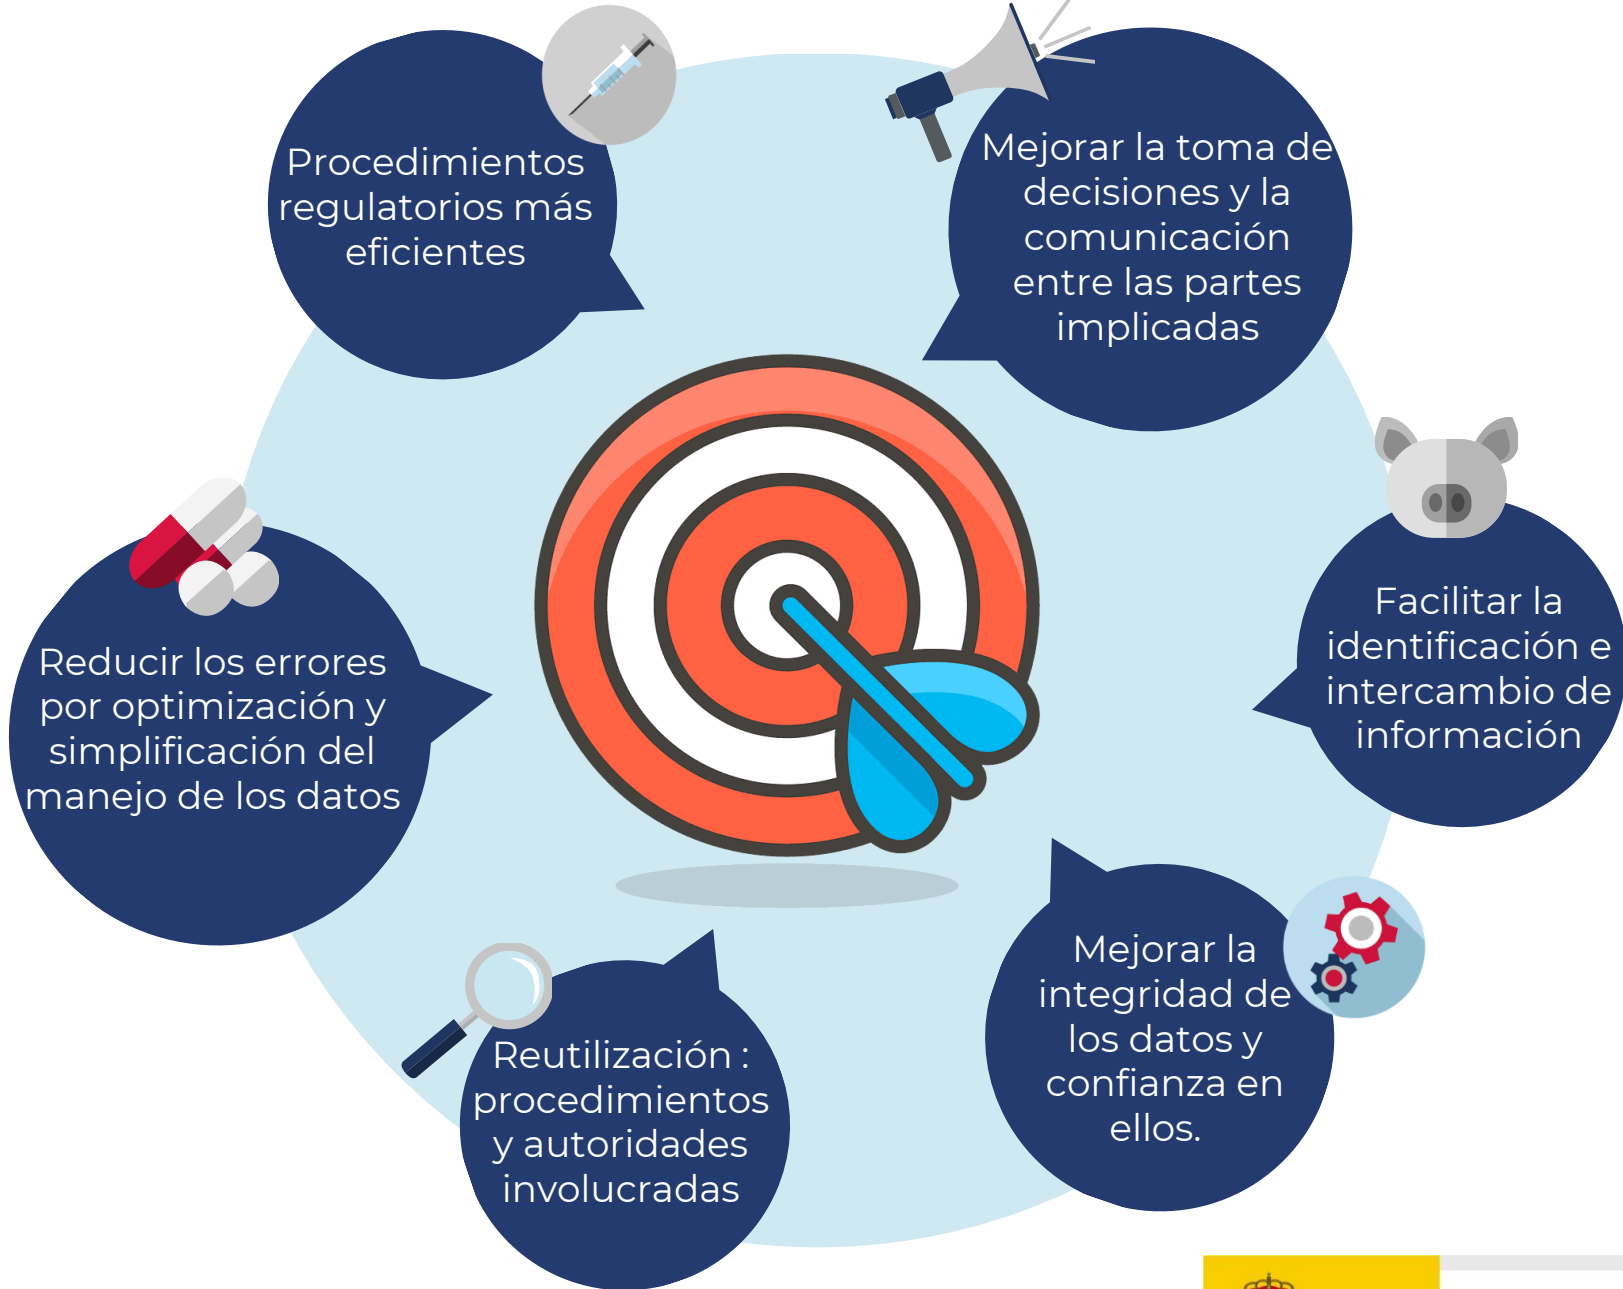 Procedimientos
regulatorios más
eficientes
Mejorar la toma de
decisiones y la
comunicación
entre las partes
implicadas
Facilitar la
identificación e
intercambio de
información
Reducir los errores
por optimización y
simplificación del
manejo de los datos
Mejorar la
integridad de
los datos y
confianza en
ellos.
Reutilización :
procedimientos
y autoridades
involucradas